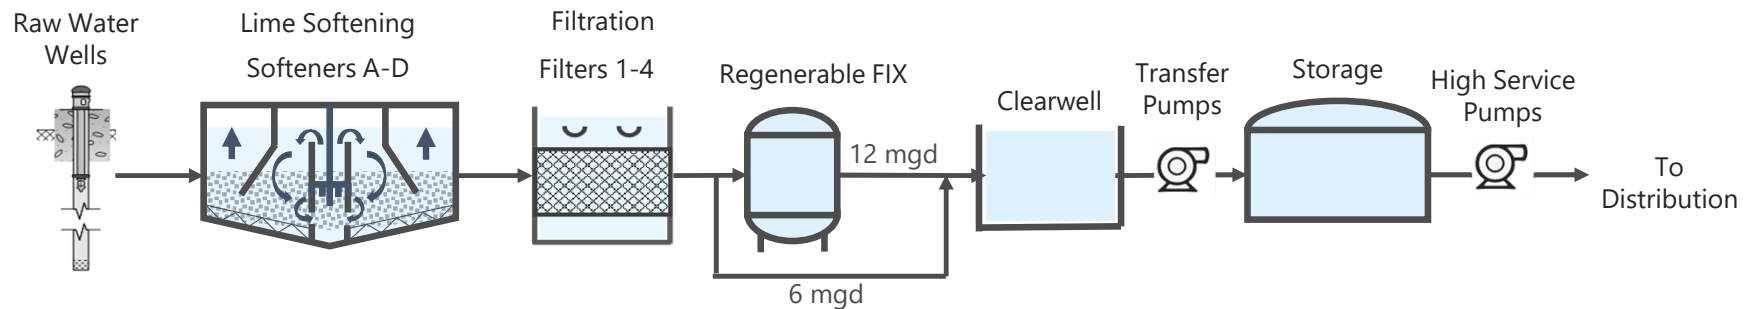 Raw Water
Wells
Lime Softening
Softeners A-D
Filtration
Filters 1-4
Regenerable FIX
12 mgd
6 mgd
Clearwell
Transfer
Pumps
Storage
High Service
Pumps
To
Distribution